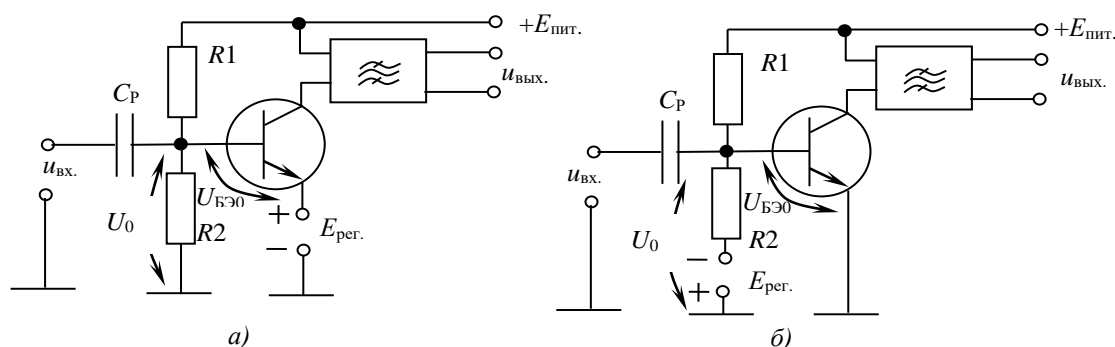 +Eпит.
R1
uвых.
CР
uвх.
UБЭ0
U0
R2
+
Eрег.
–
а)
+Eпит.
R1
uвых.
CР
uвх.
UБЭ0
U0
R2
–
Eрег.
+
б)